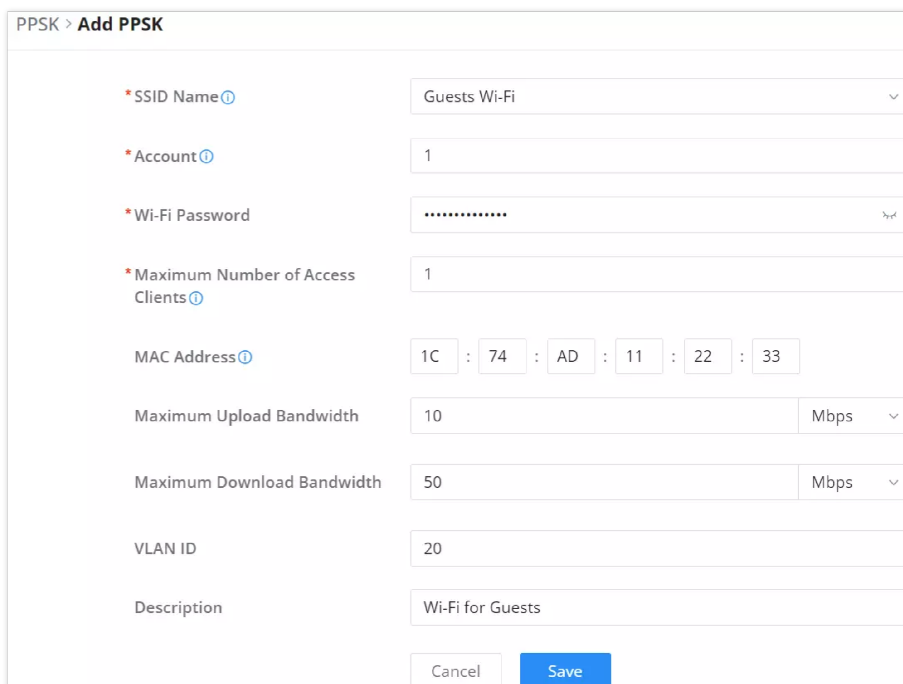 PPSK > Add PPSK
* SSID Name
Guests Wi-Fi
* Account
1
* Wi-Fi Password
••••••••••••••
* Maximum Number of Access
Clients
1
MAC Address
1C : 74 : AD : 11 : 22 : 33
Maximum Upload Bandwidth
10 Mbps
Maximum Download Bandwidth
50 Mbps
VLAN ID
20
Description
Wi-Fi for Guests
Cancel Save